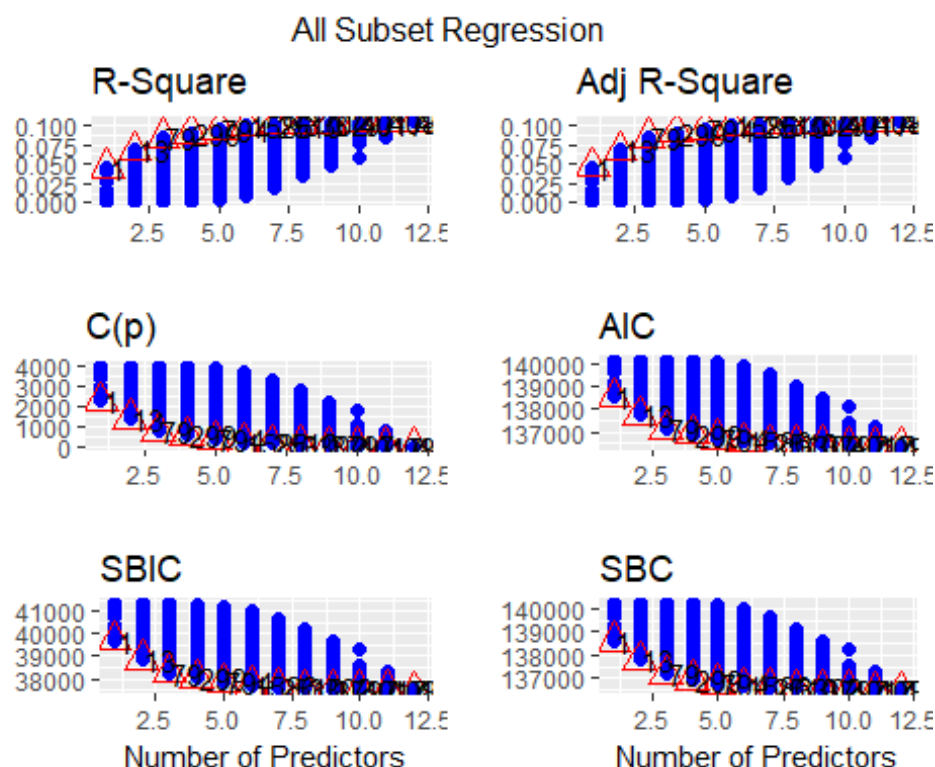 All Subset Regression
R-Square
Adj R-Square
0.100
0.075
0.050
0.025
0.000
2.5 5.0 7.5 10.0 12.5
0.100
0.075
0.050
0.025
0.000
2.5 5.0 7.5 10.0 12.5
C(p)
AIC
4000
3000
2000
1000
0
2.5 5.0 7.5 10.0 12.5
140000
139000
138000
137000
2.5 5.0 7.5 10.0 12.5
SBIC
SBC
41000
40000
39000
38000
2.5 5.0 7.5 10.0 12.5
140000
139000
138000
137000
2.5 5.0 7.5 10.0 12.5
Number of Predictors
Number of Predictors